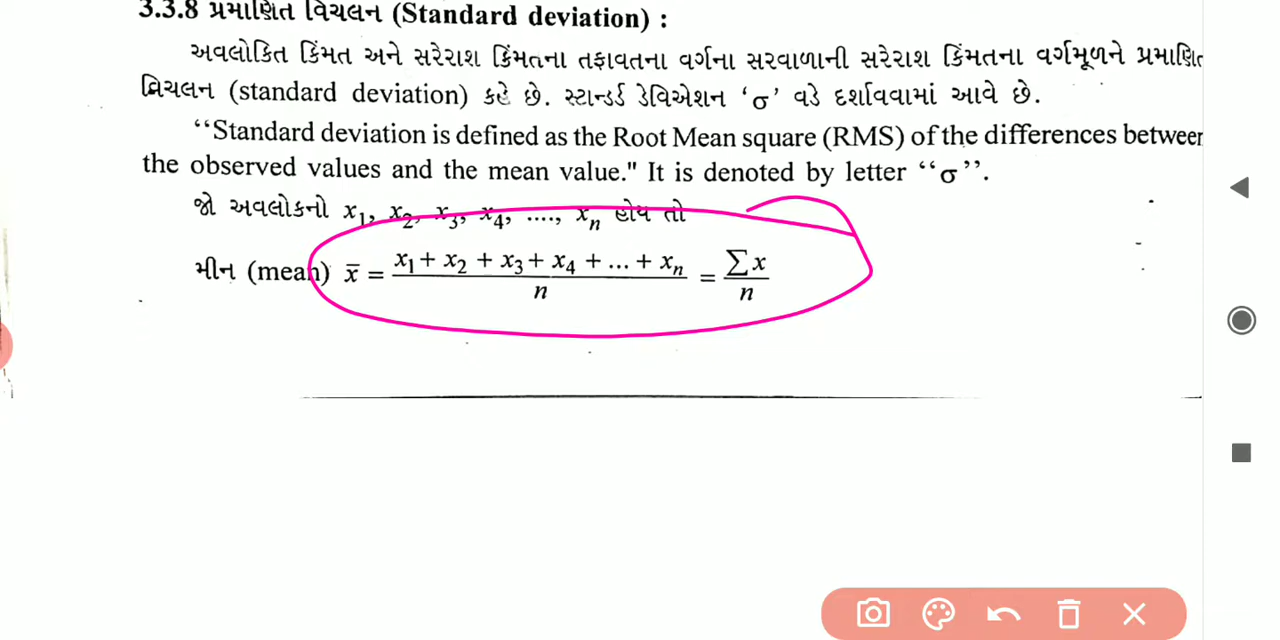 3.3.8 પ્રમાણિત વિચલન (Standard deviation) :
અવલોકિત કિંમત અને સરેરાશ કિંમતના તફાવતના વર્ગના સરવાળાની સરેરાશ કિંમતના વર્ગમૂળને પ્રમાણિત
વિચલન (standard deviation) કહે છે. સ્ટાન્ડર્ડ ડેવિએશન ‘σ’ વડે દર્શાવવામાં આવે છે.
‘‘Standard deviation is defined as the Root Mean square (RMS) of the differences between
the observed values and the mean value." It is denoted by letter ‘‘σ’’.
જો અવલોકનો x₁, x₂, x₃, x₄, ...., xₙ હોય તો
મીન (mean) x̄ = (x₁ + x₂ + x₃ + x₄ + ... + xₙ) / n = ∑x / n